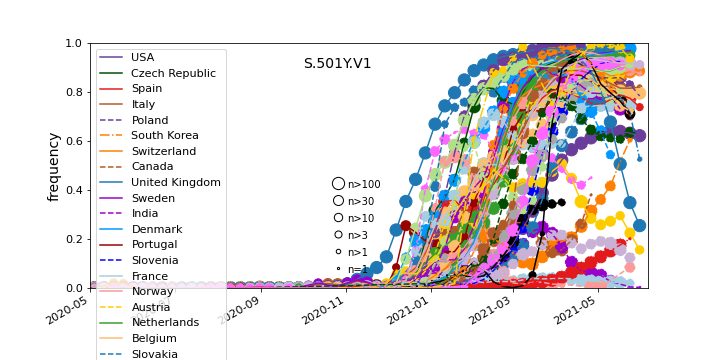 S.501Y.V1
frequency
1.0
0.8
0.6
0.4
0.2
0.0
USA
Czech Republic
Spain
Italy
Poland
South Korea
Switzerland
Canada
United Kingdom
Sweden
India
Denmark
Portugal
Slovenia
France
Norway
Austria
Netherlands
Belgium
Slovakia
n>100
n>30
n>10
n>3
n>1
n=1
2020-05
2020-09
2020-11
2021-01
2021-03
2021-05